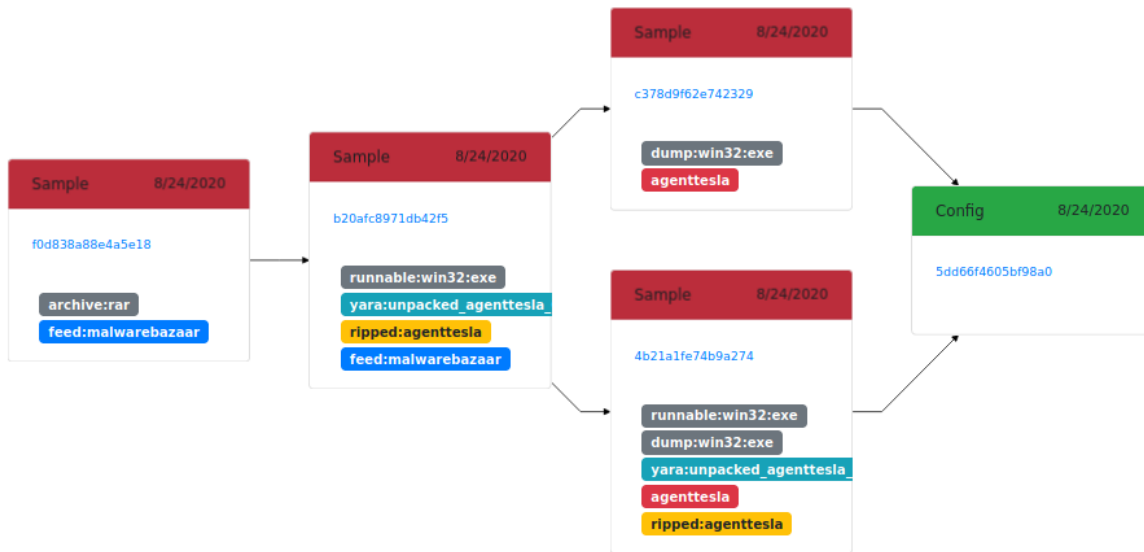 Sample 8/24/2020
f0d838a88e4a5e18
archive:rar
feed:malwarebazaar
Sample 8/24/2020
b20afc8971db42f5
runnable:win32:exe
yara:unpacked_agenttesla_
ripped:agenttesla
feed:malwarebazaar
Sample 8/24/2020
c378d9f62e742329
dump:win32:exe
agenttesla
Sample 8/24/2020
4b21a1fe74b9a274
runnable:win32:exe
dump:win32:exe
yara:unpacked_agenttesla_
agenttesla
ripped:agenttesla
Config 8/24/2020
5dd66f4605bf98a0